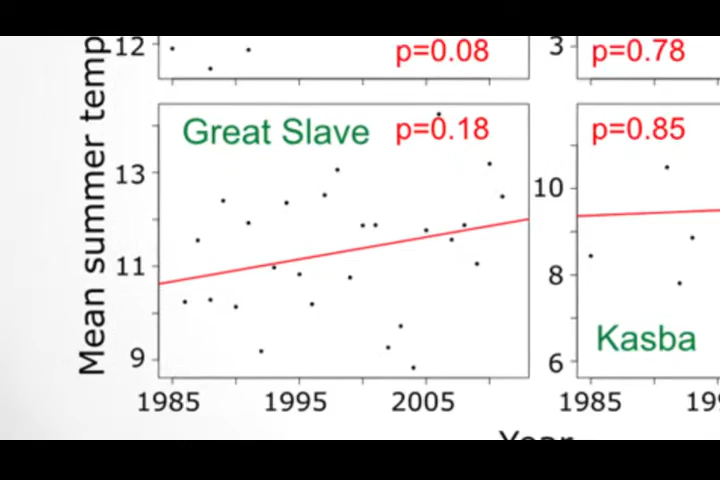 Mean summer temp
12
p=0.08
3
p=0.78
Great Slave
p=0.18
13
11
9
1985
1995
2005
p=0.85
10
8
6
Kasba
1985
Year